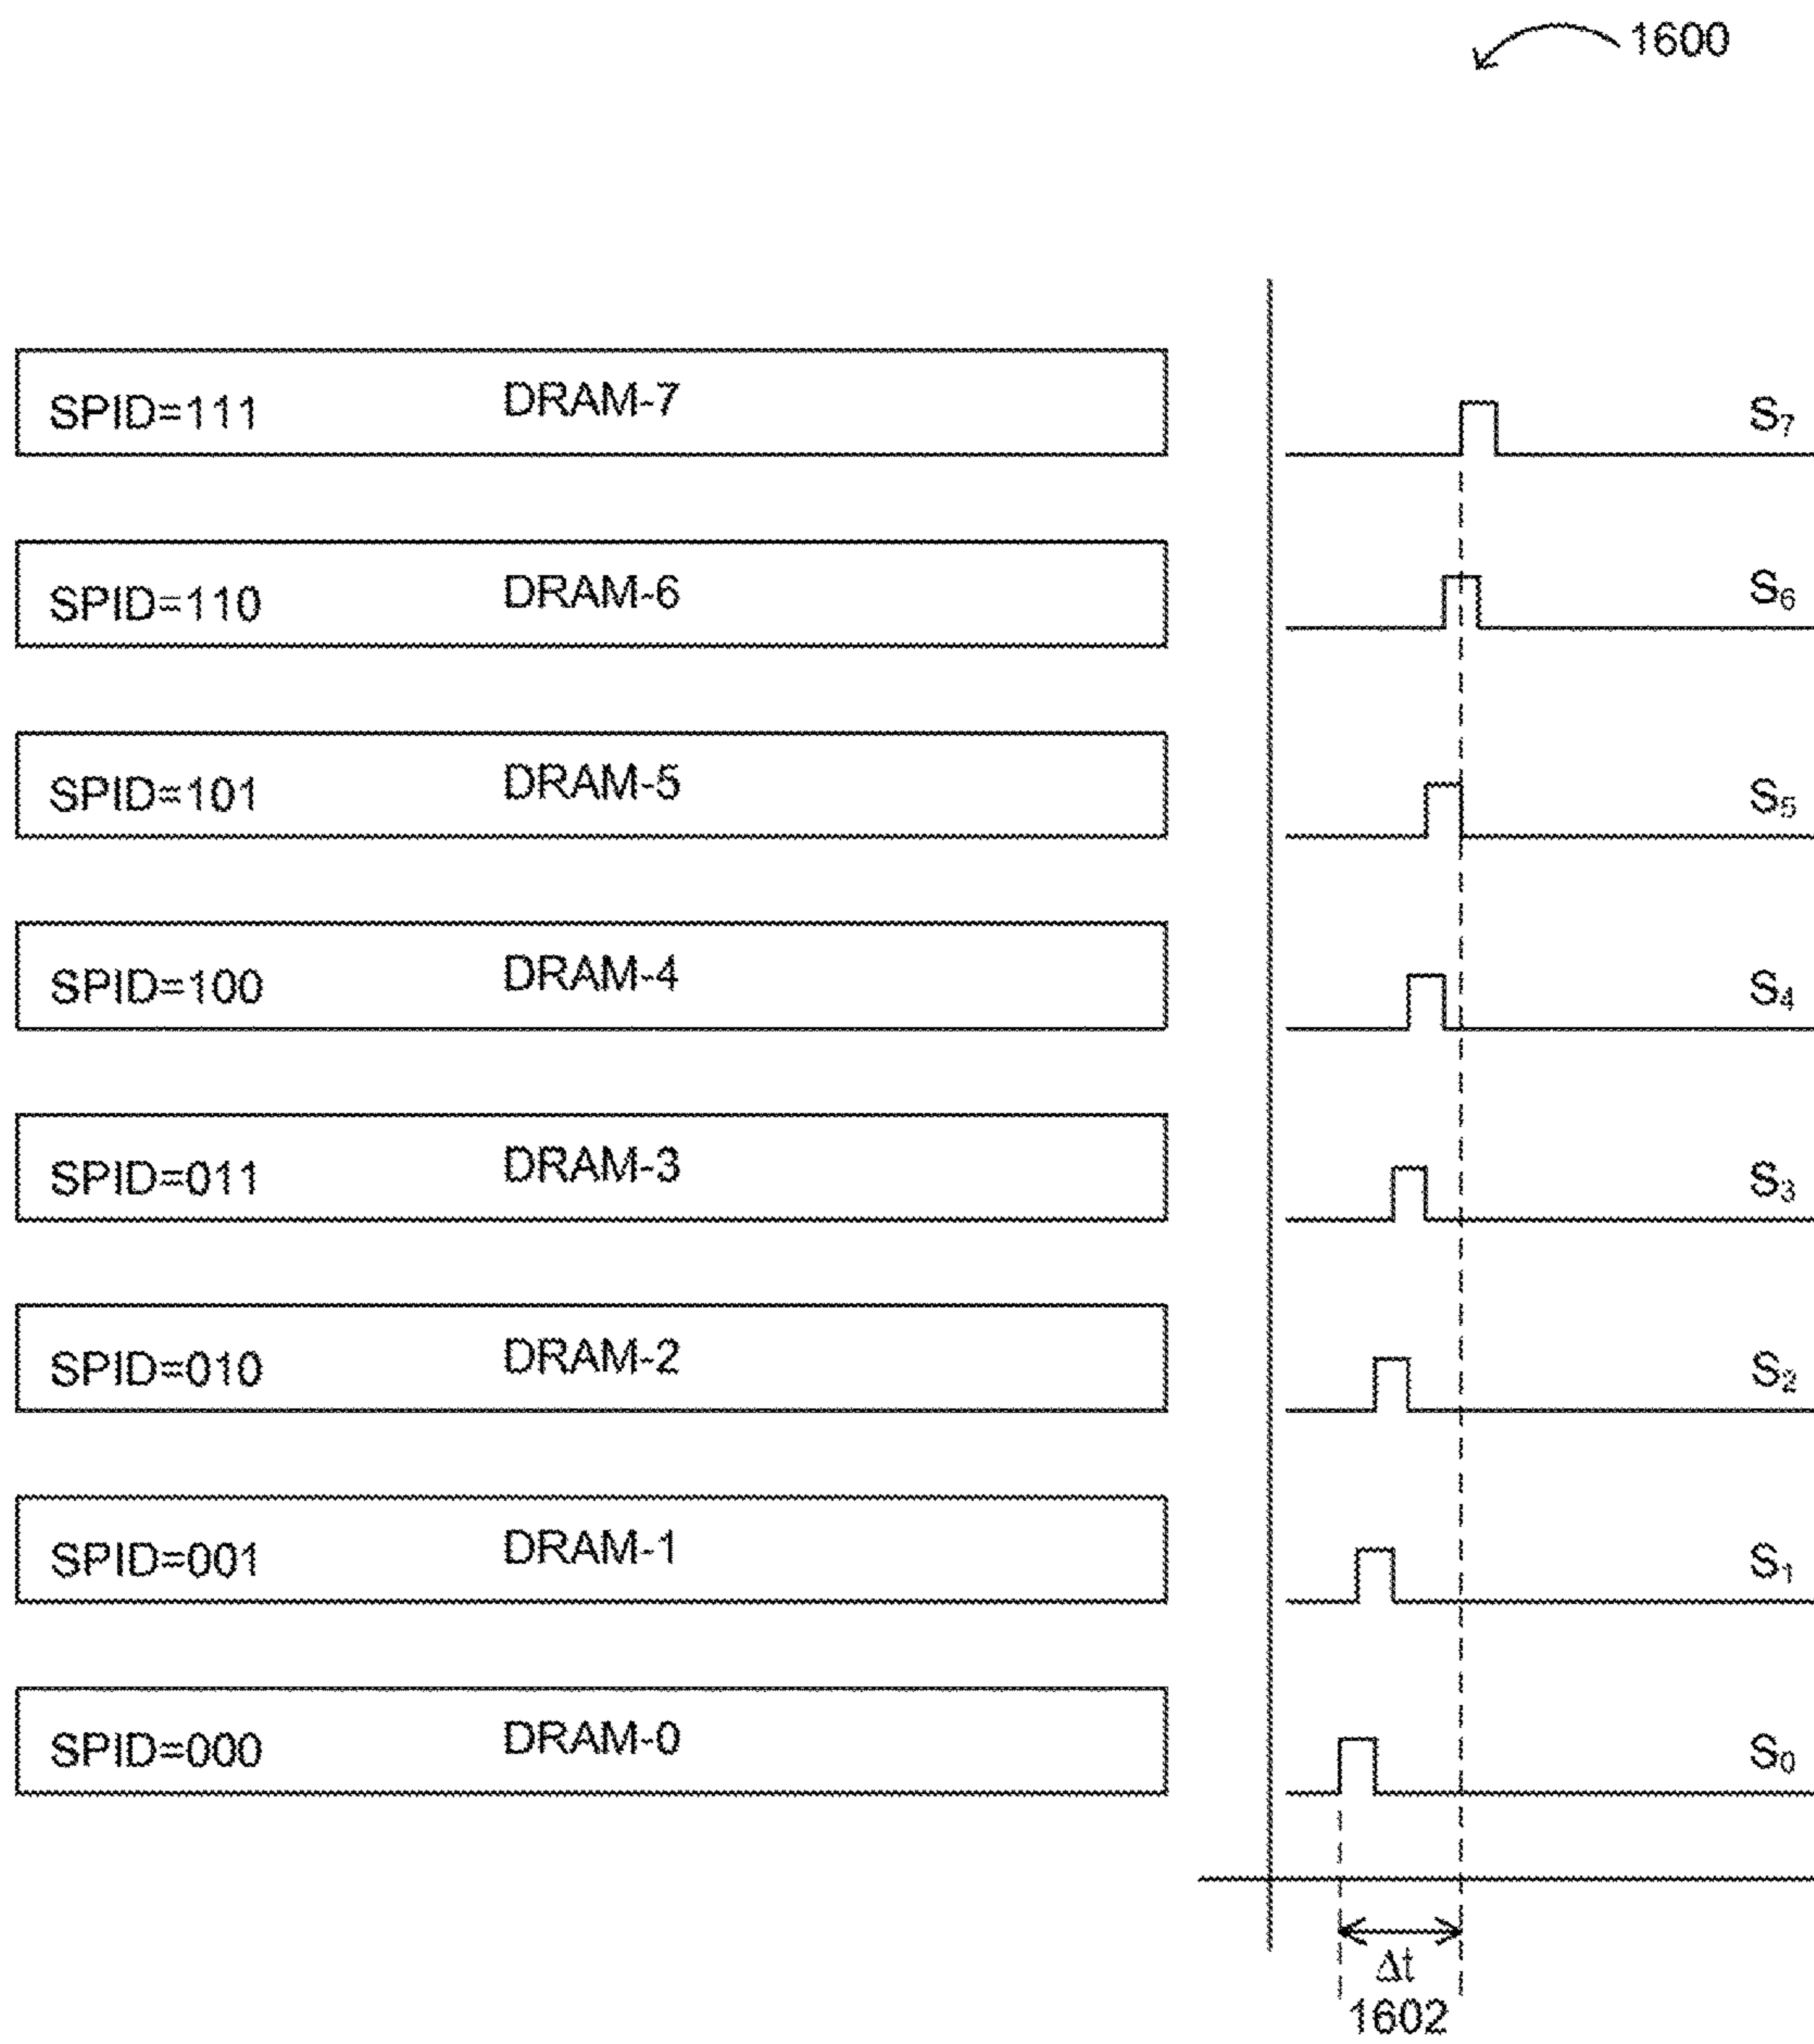 1600
SPID=111 DRAM-7 S₇
SPID=110 DRAM-6 S₆
SPID=101 DRAM-5 S₅
SPID=100 DRAM-4 S₄
SPID=011 DRAM-3 S₃
SPID=010 DRAM-2 S₂
SPID=001 DRAM-1 S₁
SPID=000 DRAM-0 S₀
Δt
1602